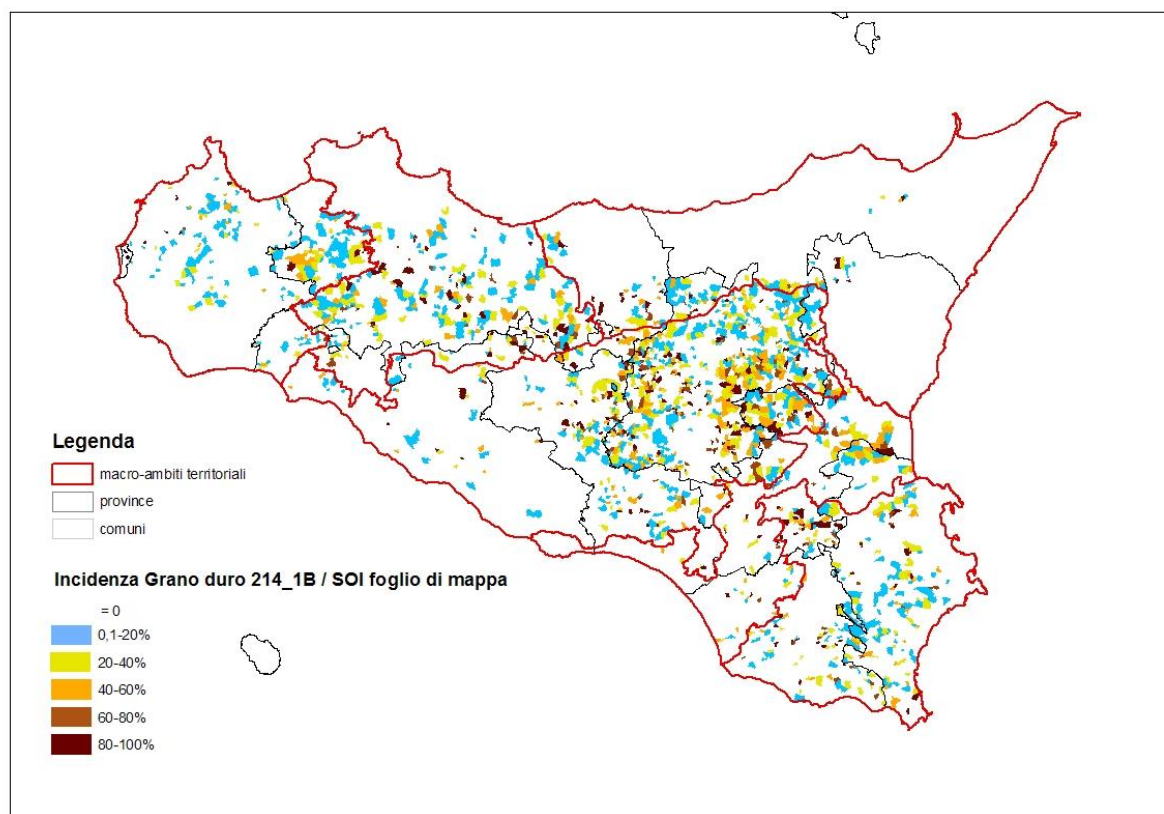 Legenda
macro-ambiti territoriali
province
comuni
Incidenza Grano duro 214_1B / SOI foglio di mappa
= 0
0,1-20%
20-40%
40-60%
60-80%
80-100%